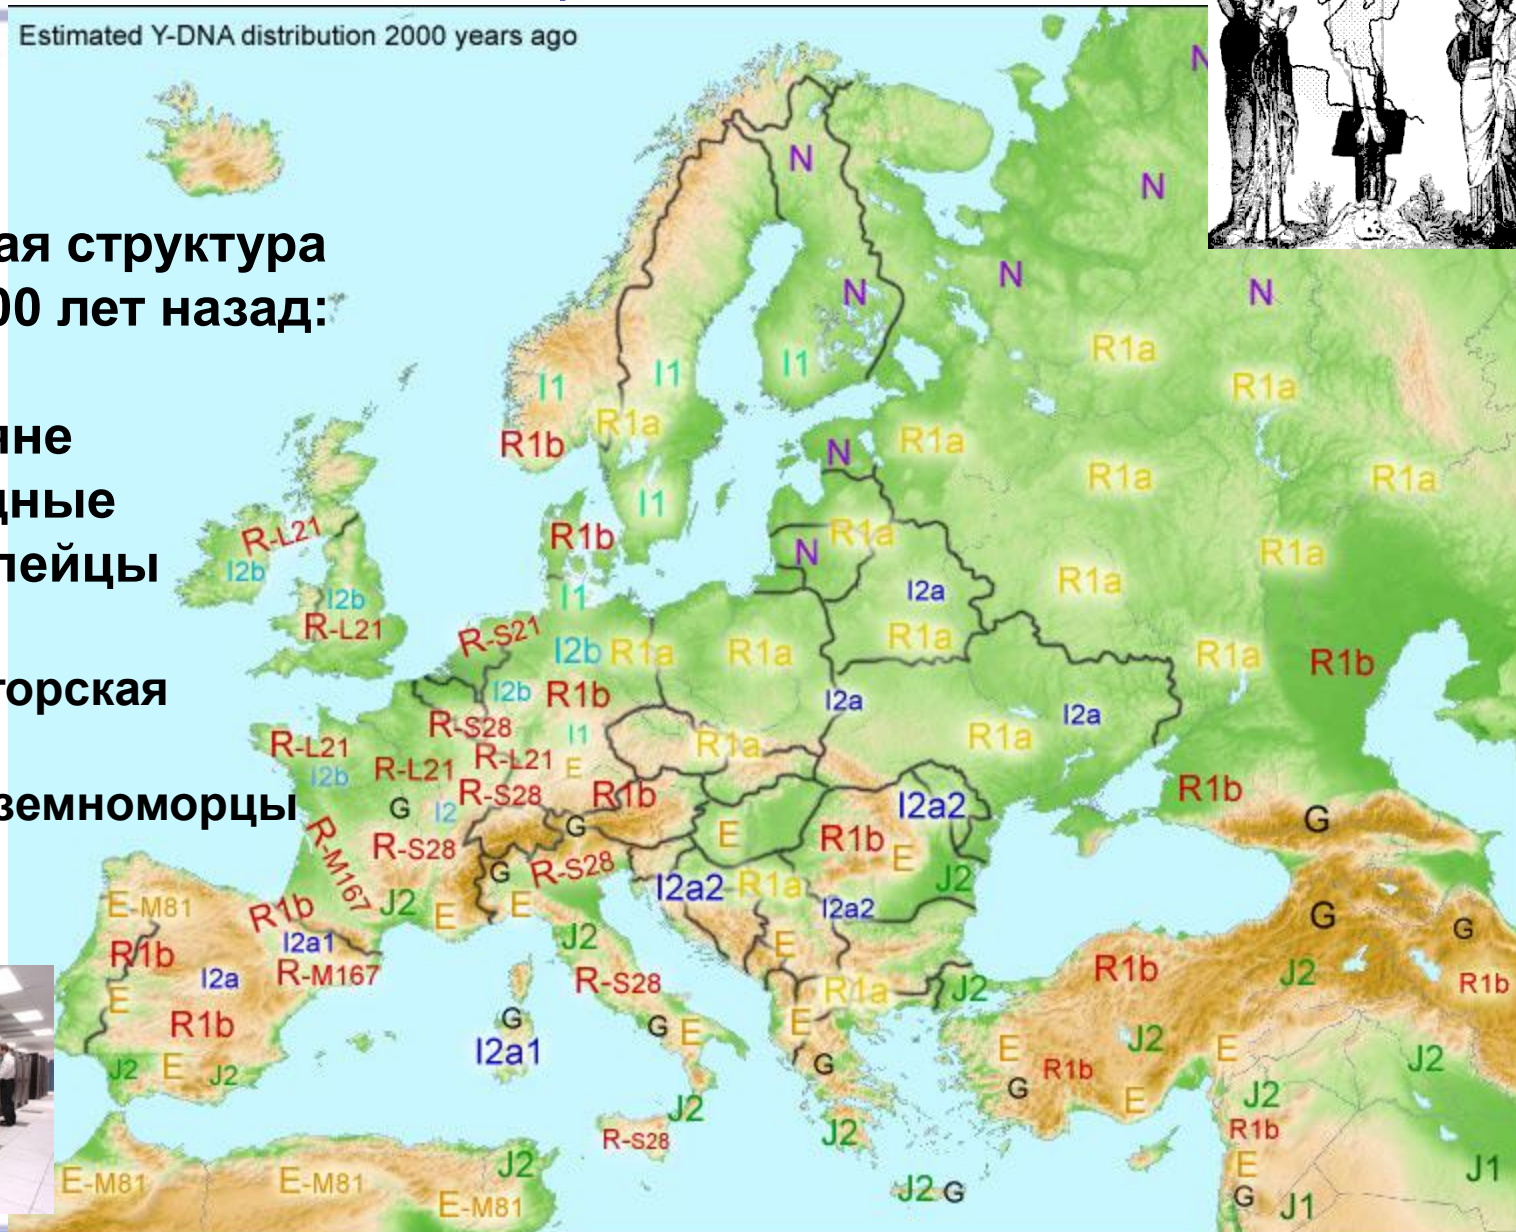 Estimated Y-DNA distribution 2000 years ago
ая структура
00 лет назад:
яне
дные
пейцы
горская
земноморцы
N
N
N
N
N
N
R1a
I1
I1
I1
R1a
R1b
R1a
N
R1a
R1a
R1a
I1
R-L21
R1b
R1a
N
R1a
I2b
I2b
R-L21
I1
I2a
R1a
R-S21
I2b
R1a
R1a
R1a
R1a
R1b
I2b
R1b
I2a
I2a
R-S28
R-L21
I1
R1a
R1a
I2b
R-L21
R-L21
E
R-S28
R1b
R1b
G
I2
I2a2
G
R-M167
R-S28
G
E
R1b
E
G
R-S28
I2a2
R1a
J2
E-M81
R1b
J2
E
E
I2a2
G
G
I2a1
J2
E
R1b
I2a
R-M167
R-S28
R1a
J2
R1b
J2
R1b
E
R1b
G
I2a1
G
E
E
G
J2
E
E
J2
J2
E
J2
G
R1b
E
J2
J2
R-S28
J2
R1b
E-M81
E-M81
E-M81
J2
J2
G
E
G
J1
J1